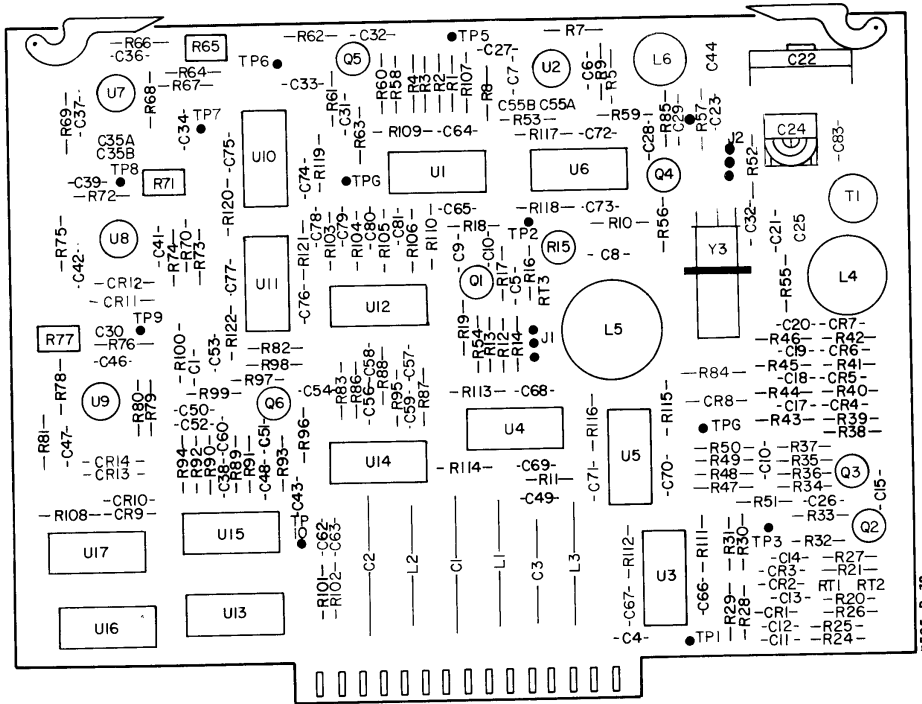 -R66-
-C36-
R65
-R62-
-C32-
TP5
-R7-
L6
C44
C22
-R64-
-R67-
TP6
Q5
-C27-
U2
U7
-R69-
-C37-
-R68-
TP7
-C34-
-C33-
-R61-
-C31-
-R60-
-R58-
-R4-
-R3-
-R2-
-R1-
-R107-
-R8-
-C7-
-C6-
-R9-
-R5-
C55B C55A
-R53-
-R59-
-R85-
-C29-
-R57-
-C23-
C35A
C35B
-C75-
U10
-R119-
-R63-
-R109-
-C64-
-R117-
-C72-
-C28-
J2
-R52-
C24
-C83-
TP8
-C39-
-R72-
R71
-R120-
-C74-
TPG
U1
U6
Q4
T1
-C65-
-R118-
-C73-
-R75-
-C42-
U8
-C41-
-R74-
-R70-
-R73-
-C77-
U11
-R121-
-C78-
-R103-
-C79-
-R104-
-C80-
-R105-
-C81-
-R106-
-R110-
-R18-
TP2
-R10-
-R56-
-C32-
-C21-
C25
-C9-
-C10-
-R17-
-C5-
-R16-
RT3
R15
-C8-
Y3
-R55-
L4
-CR12-
-CR11-
-C76-
U12
Q1
L5
R77
C30
TP9
-R76-
-C46-
-R100-
-C1-
-C53-
-R122-
-R82-
-R98-
-R19-
-R54-
-R13-
-R12-
-R14-
J1
-C20-
-CR7-
-R46-
-R42-
-C19-
-CR6-
-R45-
-R41-
-R84-
-C18-
-CR5-
-R78-
-R97-
-R99-
-C54-
-R83-
-R86-
-C56-
-C58-
-R88-
-R95-
-C59-
-C57-
-R87-
-R113-
-C68-
-R44-
-R40-
U9
-R80-
-R79-
-C50-
-C52-
Q6
-CR8-
-C17-
-CR4-
-R43-
-R39-
-R38-
-R81-
-C47-
-R94-
-R92-
-R90-
-C38-
-C60-
-R89-
-R91-
-C48-
-C51-
-R93-
-R96-
U14
U4
-R116-
-R115-
TPG
-R114-
-C69-
-R11-
-C49-
-C71-
U5
-C70-
-R50-
-R49-
-R48-
-R47-
-C10-
-R37-
-R35-
-R36-
-R34-
Q3
-CR14-
-CR13-
-C43-
-CR10-
-CR9-
-R108-
-R51-
-C26-
-R33-
-C15-
Q2
U17
U15
TP
10
-C62-
-C63-
C2
L2
C1
L1
C3
L3
-R112-
-R111-
-R31-
-R30-
TP3
-R32-
-C14-
-R27-
-CR3-
-R21-
-CR2-
RT1
RT2
-R101-
-R102-
-C67-
U3
-C66-
-R29-
-R28-
-C13-
-R20-
-CR1-
-R26-
U16
U13
-C4-
TP1
-C12-
-R25-
-C11-
-R24-